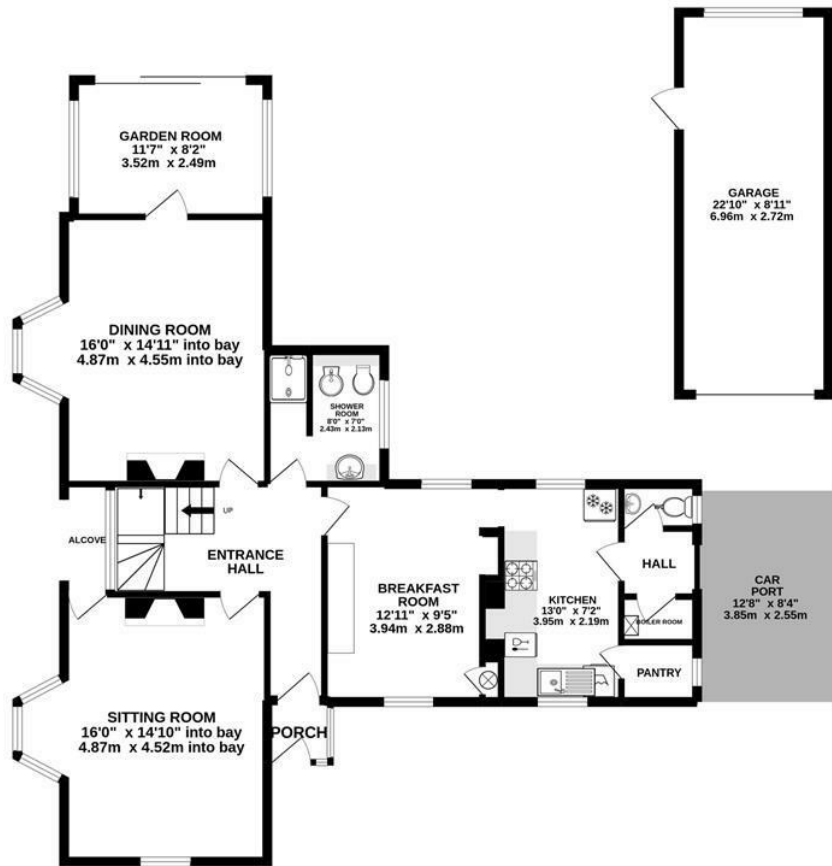 GARDEN ROOM
11'7" x 8'2"
3.52m x 2.49m
GARAGE
22'10" x 8'11"
6.96m x 2.72m
DINING ROOM
16'0" x 14'11" into bay
4.87m x 4.55m into bay
SHOWER
ROOM
8'0" x 7'0"
2.43m x 2.13m
UP
ALCOVE
ENTRANCE
HALL
BREAKFAST
ROOM
12'11" x 9'5"
3.94m x 2.88m
KITCHEN
13'0" x 7'2"
3.95m x 2.19m
HALL
BOILER ROOM
PANTRY
CAR
PORT
12'8" x 8'4"
3.85m x 2.55m
SITTING ROOM
16'0" x 14'10" into bay
4.87m x 4.52m into bay
PORCH